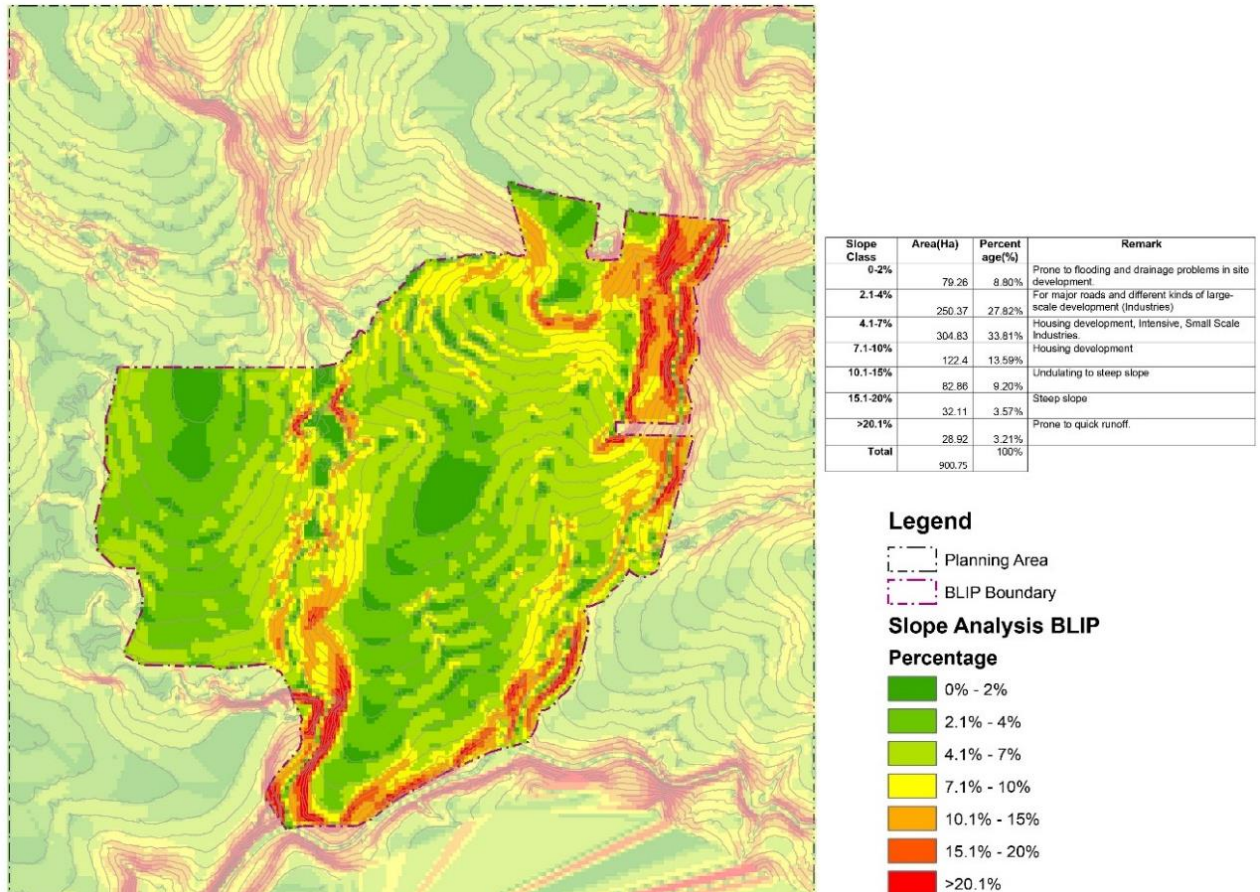 Slope Area(Ha) Percent Remark
Class age(%)
0-2% Prone to flooding and drainage problems in site
79.26 8.80% development.
2.1-4% For major roads and different kinds of large-
250.37 27.82% scale development (Industries)
4.1-7% Housing development, Intensive, Small Scale
304.83 33.81% Industries.
7.1-10% Housing development
122.4 13.59%
10.1-15% Undulating to steep slope
82.86 9.20%
15.1-20% Steep slope
32.11 3.57%
>20.1% Prone to quick runoff.
28.92 3.21%
Total 100%
900.75
Legend
Planning Area
BLIP Boundary
Slope Analysis BLIP
Percentage
0% - 2%
2.1% - 4%
4.1% - 7%
7.1% - 10%
10.1% - 15%
15.1% - 20%
>20.1%